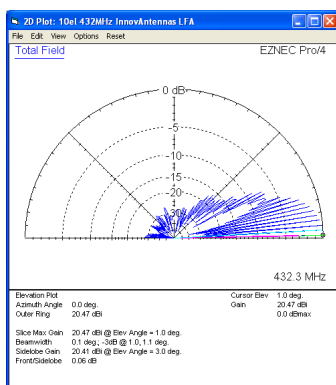 2D Plot: 10el 432MHz InnovAntennas LFA
File Edit View Options Reset
Total Field
EZNEC Pro/4
0 dB
-5
-10
-15
-20
-30
432.3 MHz
Elevation Plot
Cursor Elev 1.0 deg.
Azimuth Angle 0.0 deg.
Gain 20.47 dBi
Outer Ring 20.47 dBi
0.0 dBmax
Slice Max Gain 20.47 dBi @ Elev Angle = 1.0 deg.
Beamwidth 0.1 deg.; -3dB @ 1.0, 1.1 deg.
Sidelobe Gain 20.41 dBi @ Elev Angle = 3.0 deg.
Front/Sidelobe 0.06 dB